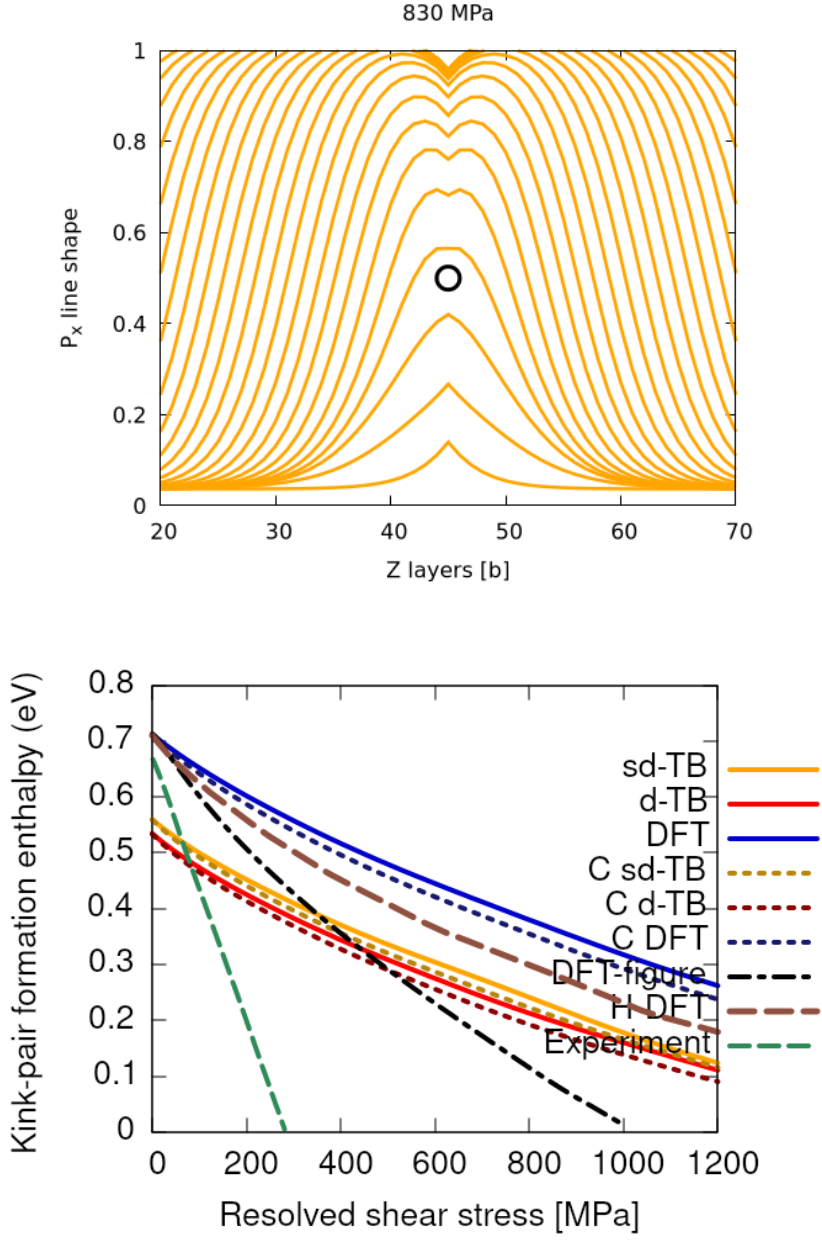 830 MPa
1
0.8
0.6
0.4
0.2
0
Pₓ line shape
20 30 40 50 60 70
Z layers [b]
Kink-pair formation enthalpy (eV)
0.8
0.7
0.6
0.5
0.4
0.3
0.2
0.1
0
sd-TB
d-TB
DFT
C sd-TB
C d-TB
C DFT
DFT-figure
H DFT
Experiment
0 200 400 600 800 1000 1200
Resolved shear stress [MPa]